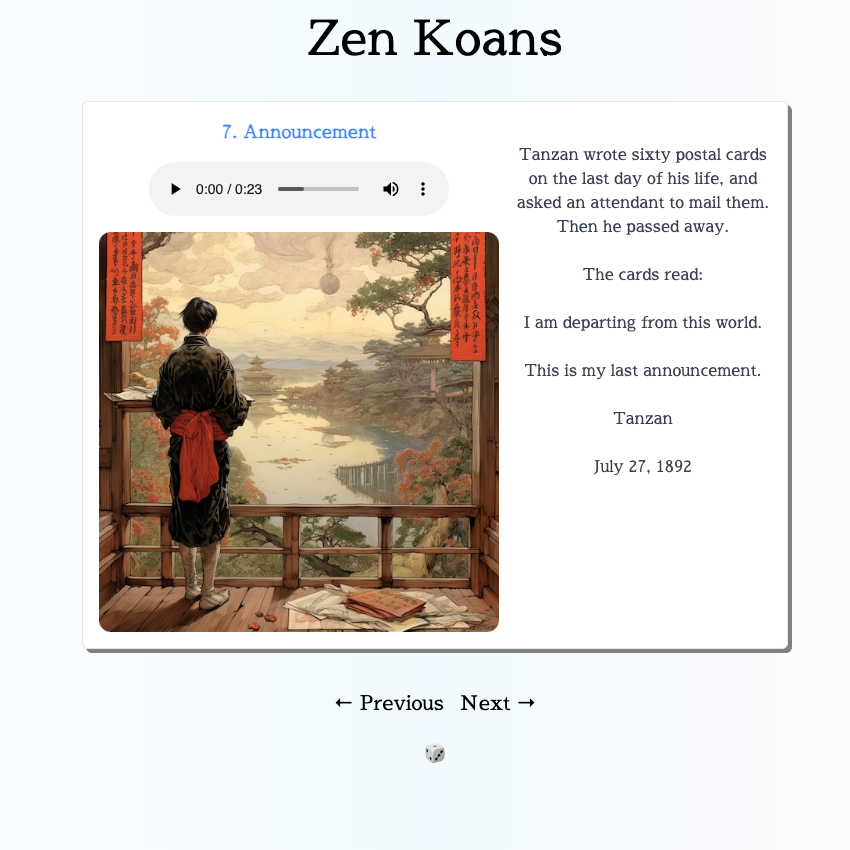 Zen Koans
7. Announcement
0:00 / 0:23
Tanzan wrote sixty postal cards
on the last day of his life, and
asked an attendant to mail them.
Then he passed away.
The cards read:
I am departing from this world.
This is my last announcement.
Tanzan
July 27, 1892
← Previous Next →